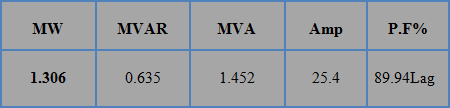 MW MVAR MVA Amp P.F%
1.306 0.635 1.452 25.4 89.94Lag